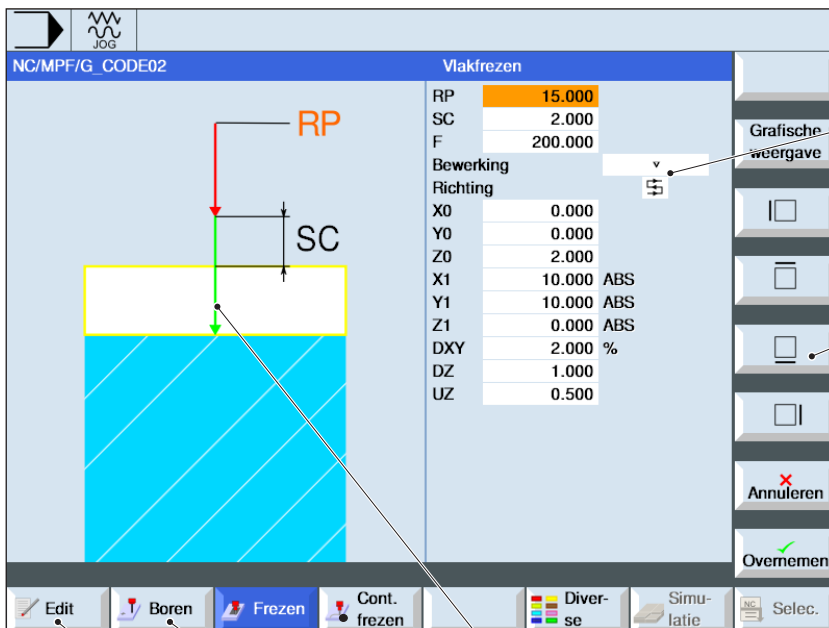 JOG
NC/MPF/G_CODE02
Vlakfrezen
RP
SC
RP 15.000
SC 2.000
F 200.000
Bewerking ▿
Richting
X0 0.000
Y0 0.000
Z0 2.000
X1 10.000 ABS
Y1 10.000 ABS
Z1 0.000 ABS
DXY 2.000 %
DZ 1.000
UZ 0.500
Grafische
weergave
Annuleren
Overnemen
Edit
Boren
Frezen
Cont.
frezen
Diver-
se
Simu-
latie
NC
Selec.